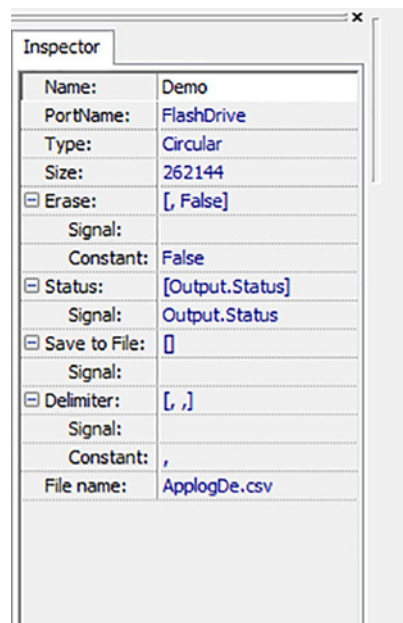 x
Inspector
Name: Demo
PortName: FlashDrive
Type: Circular
Size: 262144
Erase: [, False]
Signal:
Constant: False
Status: [Output.Status]
Signal: Output.Status
Save to File: []
Signal:
Delimiter: [, ,]
Signal:
Constant: ,
File name: ApplogDe.csv